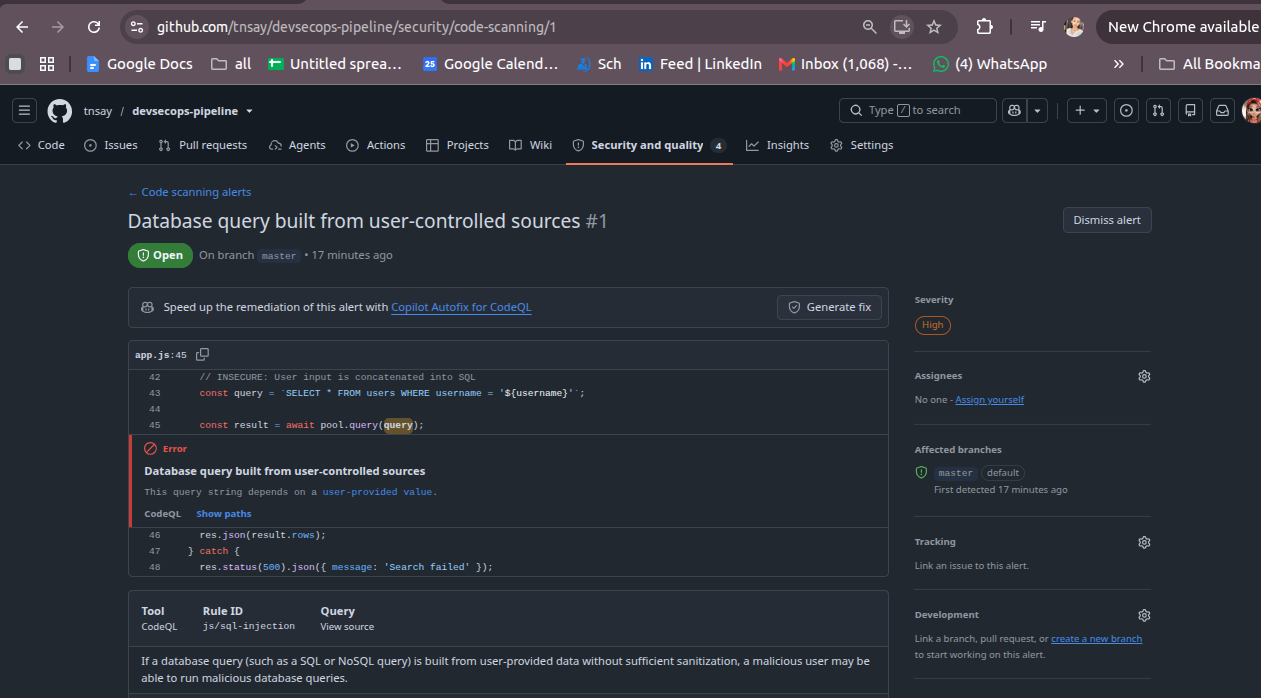 github.com/tnsay/devsecops-pipeline/security/code-scanning/1
New Chrome available
Google Docs all Untitled sprea... 25 Google Calend... Sch in Feed | LinkedIn Inbox (1,068) -... (4) WhatsApp » All Bookma
tnsay / devsecops-pipeline
Type / to search
Code Issues Pull requests Agents Actions Projects Wiki Security and quality 4 Insights Settings
← Code scanning alerts
Database query built from user-controlled sources #1
Dismiss alert
Open On branch master • 17 minutes ago
Speed up the remediation of this alert with Copilot Autofix for CodeQL
Generate fix
app.js:45
42 // INSECURE: User input is concatenated into SQL
43 const query = `SELECT * FROM users WHERE username = '${username}'`;
44
45 const result = await pool.query(query);
Error
Database query built from user-controlled sources
This query string depends on a user-provided value.
CodeQL Show paths
46 res.json(result.rows);
47 } catch {
48 res.status(500).json({ message: 'Search failed' });
Tool Rule ID Query
CodeQL js/sql-injection View source
If a database query (such as a SQL or NoSQL query) is built from user-provided data without sufficient sanitization, a malicious user may be
able to run malicious database queries.
Severity
High
Assignees
No one - Assign yourself
Affected branches
master default
First detected 17 minutes ago
Tracking
Link an issue to this alert.
Development
Link a branch, pull request, or create a new branch
to start working on this alert.